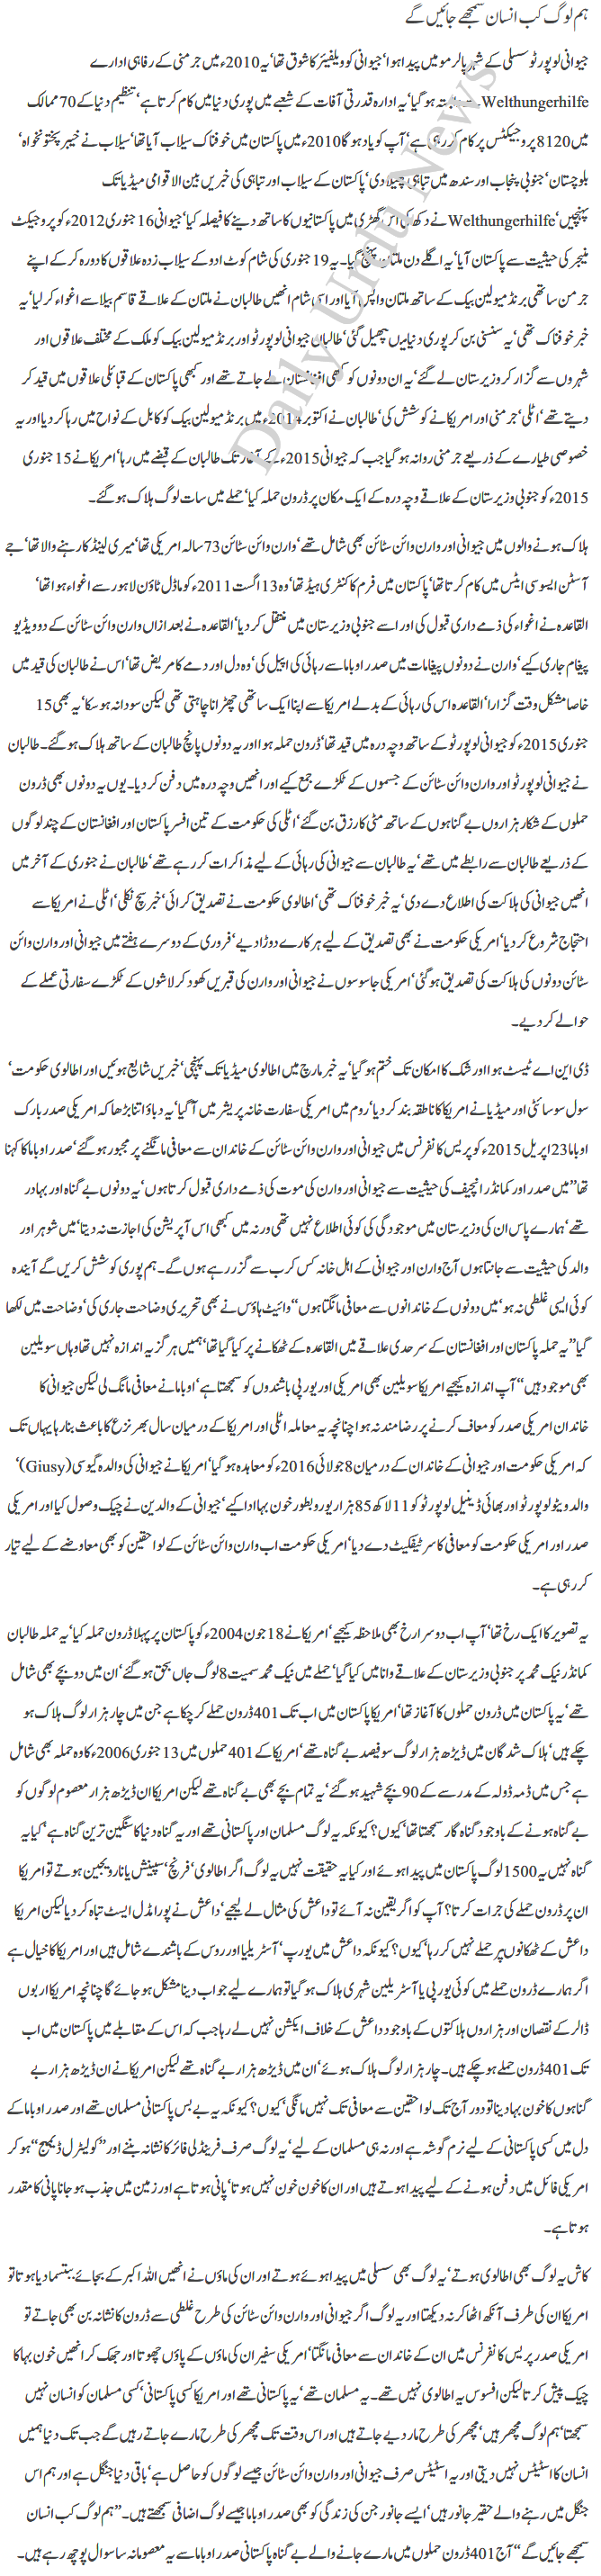 ہم لوگ کب انسان سمجھے جائیں گے
جیوانی لوپورٹو سسلی کے شہر پالرمو میں پیدا ہوا‘ جیوانی کو ویلفیئر کا شوق تھا‘ یہ 2010ء میں جرمنی کے رفاہی ادارے
Welthungerhilfe سے وابستہ ہو گیا‘ یہ ادارہ قدرتی آفات کے شعبے میں پوری دنیا میں کام کرتا ہے‘ تنظیم دنیا کے 70 ممالک
میں 8120 پروجیکٹس پر کام کر رہی ہے‘ آپ کو یاد ہو گا 2010ء میں پاکستان میں خوفناک سیلاب آیا تھا‘ سیلاب نے خیبر پختونخواہ‘
بلوچستان‘ جنوبی پنجاب اور سندھ میں تباہی پھیلا دی‘ پاکستان کے سیلاب اور تباہی کی خبریں بین الاقوامی میڈیا تک
پہنچیں‘ Welthungerhilfe نے دکھ کی اس گھڑی میں پاکستانیوں کا ساتھ دینے کا فیصلہ کیا‘ جیوانی 16 جنوری 2012ء کو پروجیکٹ
منیجر کی حیثیت سے پاکستان آیا‘ یہ اگلے دن ملتان پہنچ گیا۔ یہ 19 جنوری کی شام کوٹ ادو کے سیلاب زدہ علاقوں کا دورہ کر کے اپنے
جرمن ساتھی برنڈ میولین بیک کے ساتھ ملتان واپس آیا اور اسی شام انھیں طالبان نے ملتان کے علاقے قاسم بیلا سے اغواء کر لیا‘ یہ
خبر خوفناک تھی‘ یہ سنسنی بن کر پوری دنیا میں پھیل گئی‘ طالبان جیوانی لوپورٹو اور برنڈ میولین بیک کو ملک کے مختلف علاقوں اور
شہروں سے گزار کر وزیرستان لے گئے‘ یہ ان دونوں کو کبھی افغانستان لے جاتے تھے اور کبھی پاکستان کے قبائلی علاقوں میں قید کر
دیتے تھے‘ اٹلی‘ جرمنی اور امریکا نے کوشش کی‘ طالبان نے اکتوبر 2014ء میں برنڈ میولین بیک کو کابل کے نواح میں رہا کر دیا اور یہ
خصوصی طیارے کے ذریعے جرمنی روانہ ہو گیا جب کہ جیوانی 2015ء کے آغاز تک طالبان کے قبضے میں رہا‘ امریکا نے 15 جنوری
2015ء کو جنوبی وزیرستان کے علاقے وچہ درہ کے ایک مکان پر ڈرون حملہ کیا‘ حملے میں سات لوگ ہلاک ہو گئے۔
ہلاک ہونے والوں میں جیوانی اور وارن وائن سٹائن بھی شامل تھے‘ وارن وائن سٹائن 73 سالہ امریکی تھا‘ میری لینڈ کا رہنے والا تھا‘ جے
آسٹن ایسوسی ایٹس میں کام کرتا تھا‘ پاکستان میں فرم کا کنٹری ہیڈ تھا‘ وہ 13 اگست 2011ء کو ماڈل ٹاؤن لاہور سے اغواء ہوا تھا‘
القاعدہ نے اغواء کی ذمے داری قبول کی اور اسے جنوبی وزیرستان میں منتقل کر دیا‘ القاعدہ نے بعد ازاں وارن وائن سٹائن کے دو ویڈیو
پیغام جاری کیے‘ وارن نے دونوں پیغامات میں صدر اوباما سے رہائی کی اپیل کی‘ وہ دل اور دمے کا مریض تھا‘ اس نے طالبان کی قید میں
خاصا مشکل وقت گزارا‘ القاعدہ اس کی رہائی کے بدلے امریکا سے اپنا ایک ساتھی چھڑانا چاہتی تھی لیکن سودا نہ ہو سکا‘ یہ بھی 15
جنوری 2015ء کو جیوانی لوپورٹو کے ساتھ وچہ درہ میں قید تھا‘ ڈرون حملہ ہوا اور یہ دونوں پانچ طالبان کے ساتھ ہلاک ہو گئے۔ طالبان
نے جیوانی لوپورٹو اور وارن وائن سٹائن کے جسموں کے ٹکڑے جمع کیے اور انھیں وچہ درہ میں دفن کر دیا۔ یوں یہ دونوں بھی ڈرون
حملوں کے شکار ہزاروں بے گناہوں کے ساتھ مٹی کا رزق بن گئے‘ اٹلی کی حکومت کے تین افسر پاکستان اور افغانستان کے چند لوگوں
کے ذریعے طالبان سے رابطے میں تھے‘ یہ طالبان سے جیوانی کی رہائی کے لیے مذاکرات کر رہے تھے‘ طالبان نے جنوری کے آخر میں
انھیں جیوانی کی ہلاکت کی اطلاع دے دی‘ یہ خبر خوفناک تھی‘ اطالوی حکومت نے تصدیق کرائی‘ خبر سچ نکلی‘ اٹلی نے امریکا سے
احتجاج شروع کر دیا‘ امریکی حکومت نے بھی تصدیق کے لیے ہرکارے دوڑا دیے‘ فروری کے دوسرے ہفتے میں جیوانی اور وارن وائن
سٹائن دونوں کی ہلاکت کی تصدیق ہو گئی‘ امریکی جاسوسوں نے جیوانی اور وارن کی قبریں کھود کر لاشوں کے ٹکڑے سفارتی عملے کے
حوالے کر دیے۔
ڈی این اے ٹیسٹ ہوا اور شک کا امکان تک ختم ہو گیا‘ یہ خبر مارچ میں اطالوی میڈیا تک پہنچی‘ خبریں شایع ہوئیں اور اطالوی حکومت‘
سول سوسائٹی اور میڈیا نے امریکا کا ناطقہ بند کر دیا‘ روم میں امریکی سفارت خانہ پریشر میں آ گیا‘ یہ دباؤ اتنا بڑھا کہ امریکی صدر بارک
اوباما 23 اپریل 2015ء کو پریس کانفرنس میں جیوانی اور وارن وائن سٹائن کے خاندان سے معافی مانگنے پر مجبور ہو گئے‘ صدر اوباما کا کہنا
تھا ’’میں صدر اور کمانڈر انچیف کی حیثیت سے جیوانی اور وارن کی موت کی ذمے داری قبول کرتا ہوں‘ یہ دونوں بے گناہ اور بہادر
تھے‘ ہمارے پاس ان کی وزیرستان میں موجودگی کی کوئی اطلاع نہیں تھی ورنہ میں کبھی اس آپریشن کی اجازت نہ دیتا‘ میں شوہر اور
والد کی حیثیت سے جانتا ہوں آج وارن اور جیوانی کے اہل خانہ کس کرب سے گزر رہے ہوں گے۔ ہم پوری کوشش کریں گے آیندہ
کوئی ایسی غلطی نہ ہو‘ میں دونوں کے خاندانوں سے معافی مانگتا ہوں‘‘ وائیٹ ہاؤس نے بھی تحریری وضاحت جاری کی‘ وضاحت میں لکھا
گیا ’’یہ حملہ پاکستان اور افغانستان کے سرحدی علاقے میں القاعدہ کے ٹھکانے پر کیا گیا تھا‘ ہمیں ہرگز یہ اندازہ نہیں تھا وہاں سویلین
بھی موجود ہیں‘‘ آپ اندازہ کیجیے امریکا سویلین بھی امریکی اور یورپی باشندوں کو سمجھتا ہے‘ اوباما نے معافی مانگ لی لیکن جیوانی کا
خاندان امریکی صدر کو معاف کرنے پر رضامند نہ ہوا چنانچہ یہ معاملہ اٹلی اور امریکا کے درمیان سال بھر نزع کا باعث بنا رہا یہاں تک
کہ امریکی حکومت اور جیوانی کے خاندان کے درمیان 8 جولائی 2016ء کو معاہدہ ہو گیا‘ امریکا نے جیوانی کی والدہ گیوسی (Giusy)‘
والد ویٹو لوپورٹو اور بھائی ڈینیل لوپورٹو کو 11 لاکھ 85 ہزار یورو بطور خون بہا ادا کیے‘ جیوانی کے والدین نے چیک وصول کیا اور امریکی
صدر اور امریکی حکومت کو معافی کا سرٹیفکیٹ دے دیا‘ امریکی حکومت اب وارن وائن سٹائن کے لواحقین کو بھی معاوضے کے لیے تیار
کر رہی ہے۔
یہ تصویر کا ایک رخ تھا‘ آپ اب دوسرا رخ بھی ملاحظہ کیجیے‘ امریکا نے 18 جون 2004ء کو پاکستان پر پہلا ڈرون حملہ کیا‘ یہ حملہ طالبان
کمانڈر نیک محمد پر جنوبی وزیرستان کے علاقے وانا میں کیا گیا‘ حملے میں نیک محمد سمیت 8 لوگ جاں بحق ہو گئے‘ ان میں دو بچے بھی شامل
تھے‘ یہ پاکستان میں ڈرون حملوں کا آغاز تھا‘ امریکا پاکستان میں اب تک 401 ڈرون حملے کر چکا ہے جن میں چار ہزار لوگ ہلاک ہو
چکے ہیں‘ ہلاک شدگان میں ڈیڑھ ہزار لوگ سو فیصد بے گناہ تھے‘ امریکا کے 401 حملوں میں 13 جنوری 2006ء کا وہ حملہ بھی شامل
ہے جس میں ڈمہ ڈولہ کے مدرسے کے 90 بچے شہید ہو گئے‘ یہ تمام بچے بھی بے گناہ تھے لیکن امریکا ان ڈیڑھ ہزار معصوم لوگوں کو
بے گناہ ہونے کے باوجود گناہ گار سمجھتا تھا‘ کیوں؟ کیونکہ یہ لوگ مسلمان اور پاکستانی تھے اور یہ گناہ دنیا کا سنگین ترین گناہ ہے‘ کیا یہ
گناہ نہیں یہ 1500 لوگ پاکستان میں پیدا ہوئے اور کیا یہ حقیقت نہیں یہ لوگ اگر اطالوی‘ فرنچ‘ سپینش یا نارویجین ہوتے تو امریکا
ان پر ڈرون حملے کی جرات کرتا؟ آپ کو اگر یقین نہ آئے تو داعش کی مثال لے لیجیے‘ داعش نے پورا مڈل ایسٹ تباہ کر دیا لیکن امریکا
داعش کے ٹھکانوں پر حملے نہیں کر رہا‘ کیوں؟ کیونکہ داعش میں یورپ‘ آسٹریلیا اور روس کے باشندے شامل ہیں اور امریکا کا خیال ہے
اگر ہمارے ڈرون حملے میں کوئی یورپی یا آسٹریلین شہری ہلاک ہو گیا تو ہمارے لیے جواب دینا مشکل ہو جائے گا چنانچہ امریکا اربوں
ڈالر کے نقصان اور ہزاروں ہلاکتوں کے باوجود داعش کے خلاف ایکشن نہیں لے رہا جب کہ اس کے مقابلے میں پاکستان میں اب
تک 401 ڈرون حملے ہو چکے ہیں۔ چار ہزار لوگ ہلاک ہوئے‘ ان میں ڈیڑھ ہزار بے گناہ تھے لیکن امریکا نے ان ڈیڑھ ہزار بے
گناہوں کا خون بہا دینا تو دور آج تک لواحقین سے معافی تک نہیں مانگی‘ کیوں؟ کیونکہ یہ بے بس پاکستانی مسلمان تھے اور صدر اوباما کے
دل میں کسی پاکستانی کے لیے نرم گوشہ ہے اور نہ ہی مسلمان کے لیے‘ یہ لوگ صرف فرینڈلی فائر کا نشانہ بننے اور ’’کولیٹرل ڈیمیج‘‘ ہو کر
امریکی فائل میں دفن ہونے کے لیے پیدا ہوتے ہیں اور ان کا خون خون نہیں ہوتا‘ پانی ہوتا ہے اور زمین میں جذب ہو جانا پانی کا مقدر
ہوتا ہے۔
کاش یہ لوگ بھی اطالوی ہوتے‘ یہ لوگ بھی سسلی میں پیدا ہوئے ہوتے اور ان کی ماؤں نے انھیں اللہ اکبر کے بجائے بپتسما دیا ہوتا تو
امریکا ان کی طرف آنکھ اٹھا کر نہ دیکھتا اور یہ لوگ اگر جیوانی اور وارن وائن سٹائن کی طرح غلطی سے ڈرون کا نشانہ بن بھی جاتے تو
امریکی صدر پریس کانفرنس میں ان کے خاندان سے معافی مانگتا‘ امریکی سفیر ان کی ماؤں کے پاؤں چھوتا اور جھک کر انھیں خون بہا کا
چیک پیش کرتا لیکن افسوس یہ اطالوی نہیں تھے۔ یہ مسلمان تھے‘ یہ پاکستانی تھے اور امریکا کسی پاکستانی‘ کسی مسلمان کو انسان نہیں
سمجھتا‘ ہم لوگ مچھر ہیں‘ مچھر کی طرح مار دیے جاتے ہیں اور اس وقت تک مچھر کی طرح مارے جاتے رہیں گے جب تک دنیا ہمیں
انسان کا اسٹیٹس نہیں دیتی اور یہ اسٹیٹس صرف جیوانی اور وارن وائن سٹائن جیسے لوگوں کو حاصل ہے‘ باقی دنیا جنگل ہے اور ہم اس
جنگل میں رہنے والے حقیر جانور ہیں‘ ایسے جانور جن کی زندگی کو بھی صدر اوباما جیسے لوگ اضافی سمجھتے ہیں۔ ’’ہم لوگ کب انسان
سمجھے جائیں گے‘‘ آج 401 ڈرون حملوں میں مارے جانے والے بے گناہ پاکستانی صدر اوباما سے یہ معصومانہ سا سوال پوچھ رہے ہیں۔
Daily Urdu News